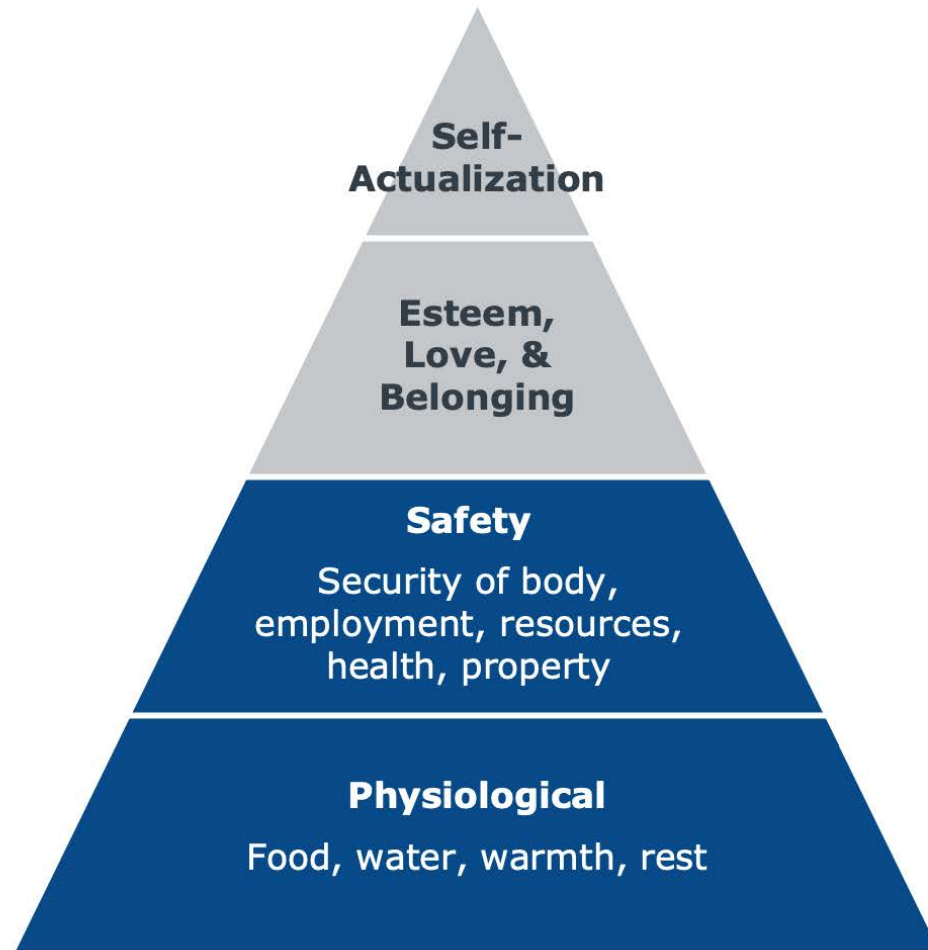 Self-
Actualization
Esteem,
Love, &
Belonging
Safety
Security of body,
employment, resources,
health, property
Physiological
Food, water, warmth, rest